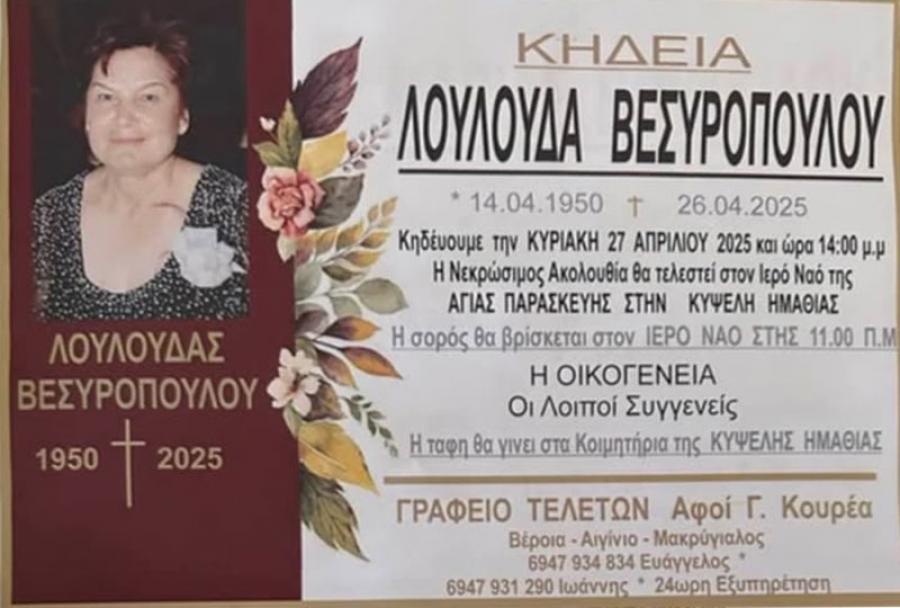 ΛΟΥΛΟΥΔΑΣ
ΒΕΣΥΡΟΠΟΥΛΟΥ
1950 2025
ΚΗΔΕΙΑ
ΛΟΥΛΟΥΔΑ ΒΕΣΥΡΟΠΟΥΛΟΥ
* 14.04.1950 † 26.04.2025
Κηδέυουμε την ΚΥΡΙΑΚΗ 27 ΑΠΡΙΛΙΟΥ 2025 και ώρα 14:00 μ.μ
Η Νεκρώσιμος Ακολουθία θα τελεστεί στον Ιερό Ναό της
ΑΓΙΑΣ ΠΑΡΑΣΚΕΥΗΣ ΣΤΗΝ ΚΥΨΕΛΗ ΗΜΑΘΙΑΣ
Η σορός θα βρίσκεται στον ΙΕΡΟ ΝΑΟ ΣΤΗΣ 11.00 Π.Μ
Η ΟΙΚΟΓΕΝΕΙΑ
Οι Λοιποί Συγγενείς
Η ταφη θα γινει στα Κοιμητήρια της ΚΥΨΕΛΗΣ ΗΜΑΘΙΑΣ
ΓΡΑΦΕΙΟ ΤΕΛΕΤΩΝ Αφοί Γ. Κουρέα
Βέροια - Αιγίνιο - Μακρύγιαλος
6947 934 834 Ευάγγελος *
6947 931 290 Ιωάννης * 24ωρη Εξυπηρέτηση